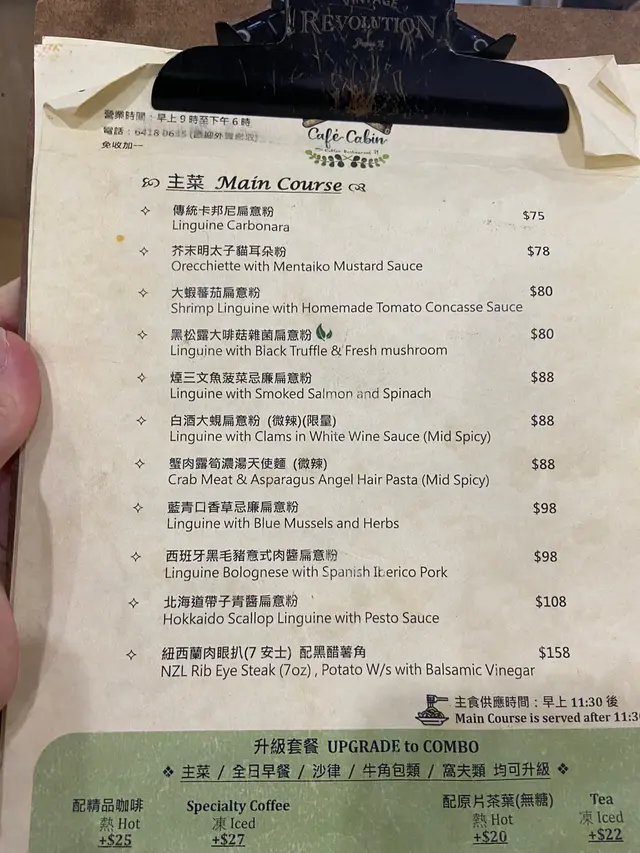 VINTAGE
REVOLUTION
營業時間：早上9時至下午6時
電話：6418 0635
免收加一
Café Cabin
Coffee Restaurant
主菜 Main Course
傳統卡邦尼扁意粉 $75
Linguine Carbonara
芥末明太子貓耳朵粉 $78
Orecchiette with Mentaiko Mustard Sauce
大蝦蕃茄扁意粉 $80
Shrimp Linguine with Homemade Tomato Concasse Sauce
黑松露大啡菇雜菌扁意粉 $80
Linguine with Black Truffle & Fresh mushroom
煙三文魚菠菜忌廉扁意粉 $88
Linguine with Smoked Salmon and Spinach
白酒大蜆扁意粉 (微辣)(限量) $88
Linguine with Clams in White Wine Sauce (Mid Spicy)
蟹肉露筍濃湯天使麵 (微辣) $88
Crab Meat & Asparagus Angel Hair Pasta (Mid Spicy)
藍青口香草忌廉扁意粉 $98
Linguine with Blue Mussels and Herbs
西班牙黑毛豬意式肉醬扁意粉 $98
Linguine Bolognese with Spanish Iberico Pork
北海道帶子青醬扁意粉 $108
Hokkaido Scallop Linguine with Pesto Sauce
紐西蘭肉眼扒(7 安士) 配黑醋薯角 $158
NZL Rib Eye Steak (7oz) , Potato W/s with Balsamic Vinegar
主食供應時間：早上 11:30 後
Main Course is served after 11:30
升級套餐 UPGRADE to COMBO
主菜 / 全日早餐 / 沙律 / 牛角包類 / 窩夫類 均可升級
配精品咖啡 Specialty Coffee 配原片茶葉(無糖) Tea
熱 Hot 凍 Iced 熱 Hot 凍 Iced
+$25 +$27 +$20 +$22